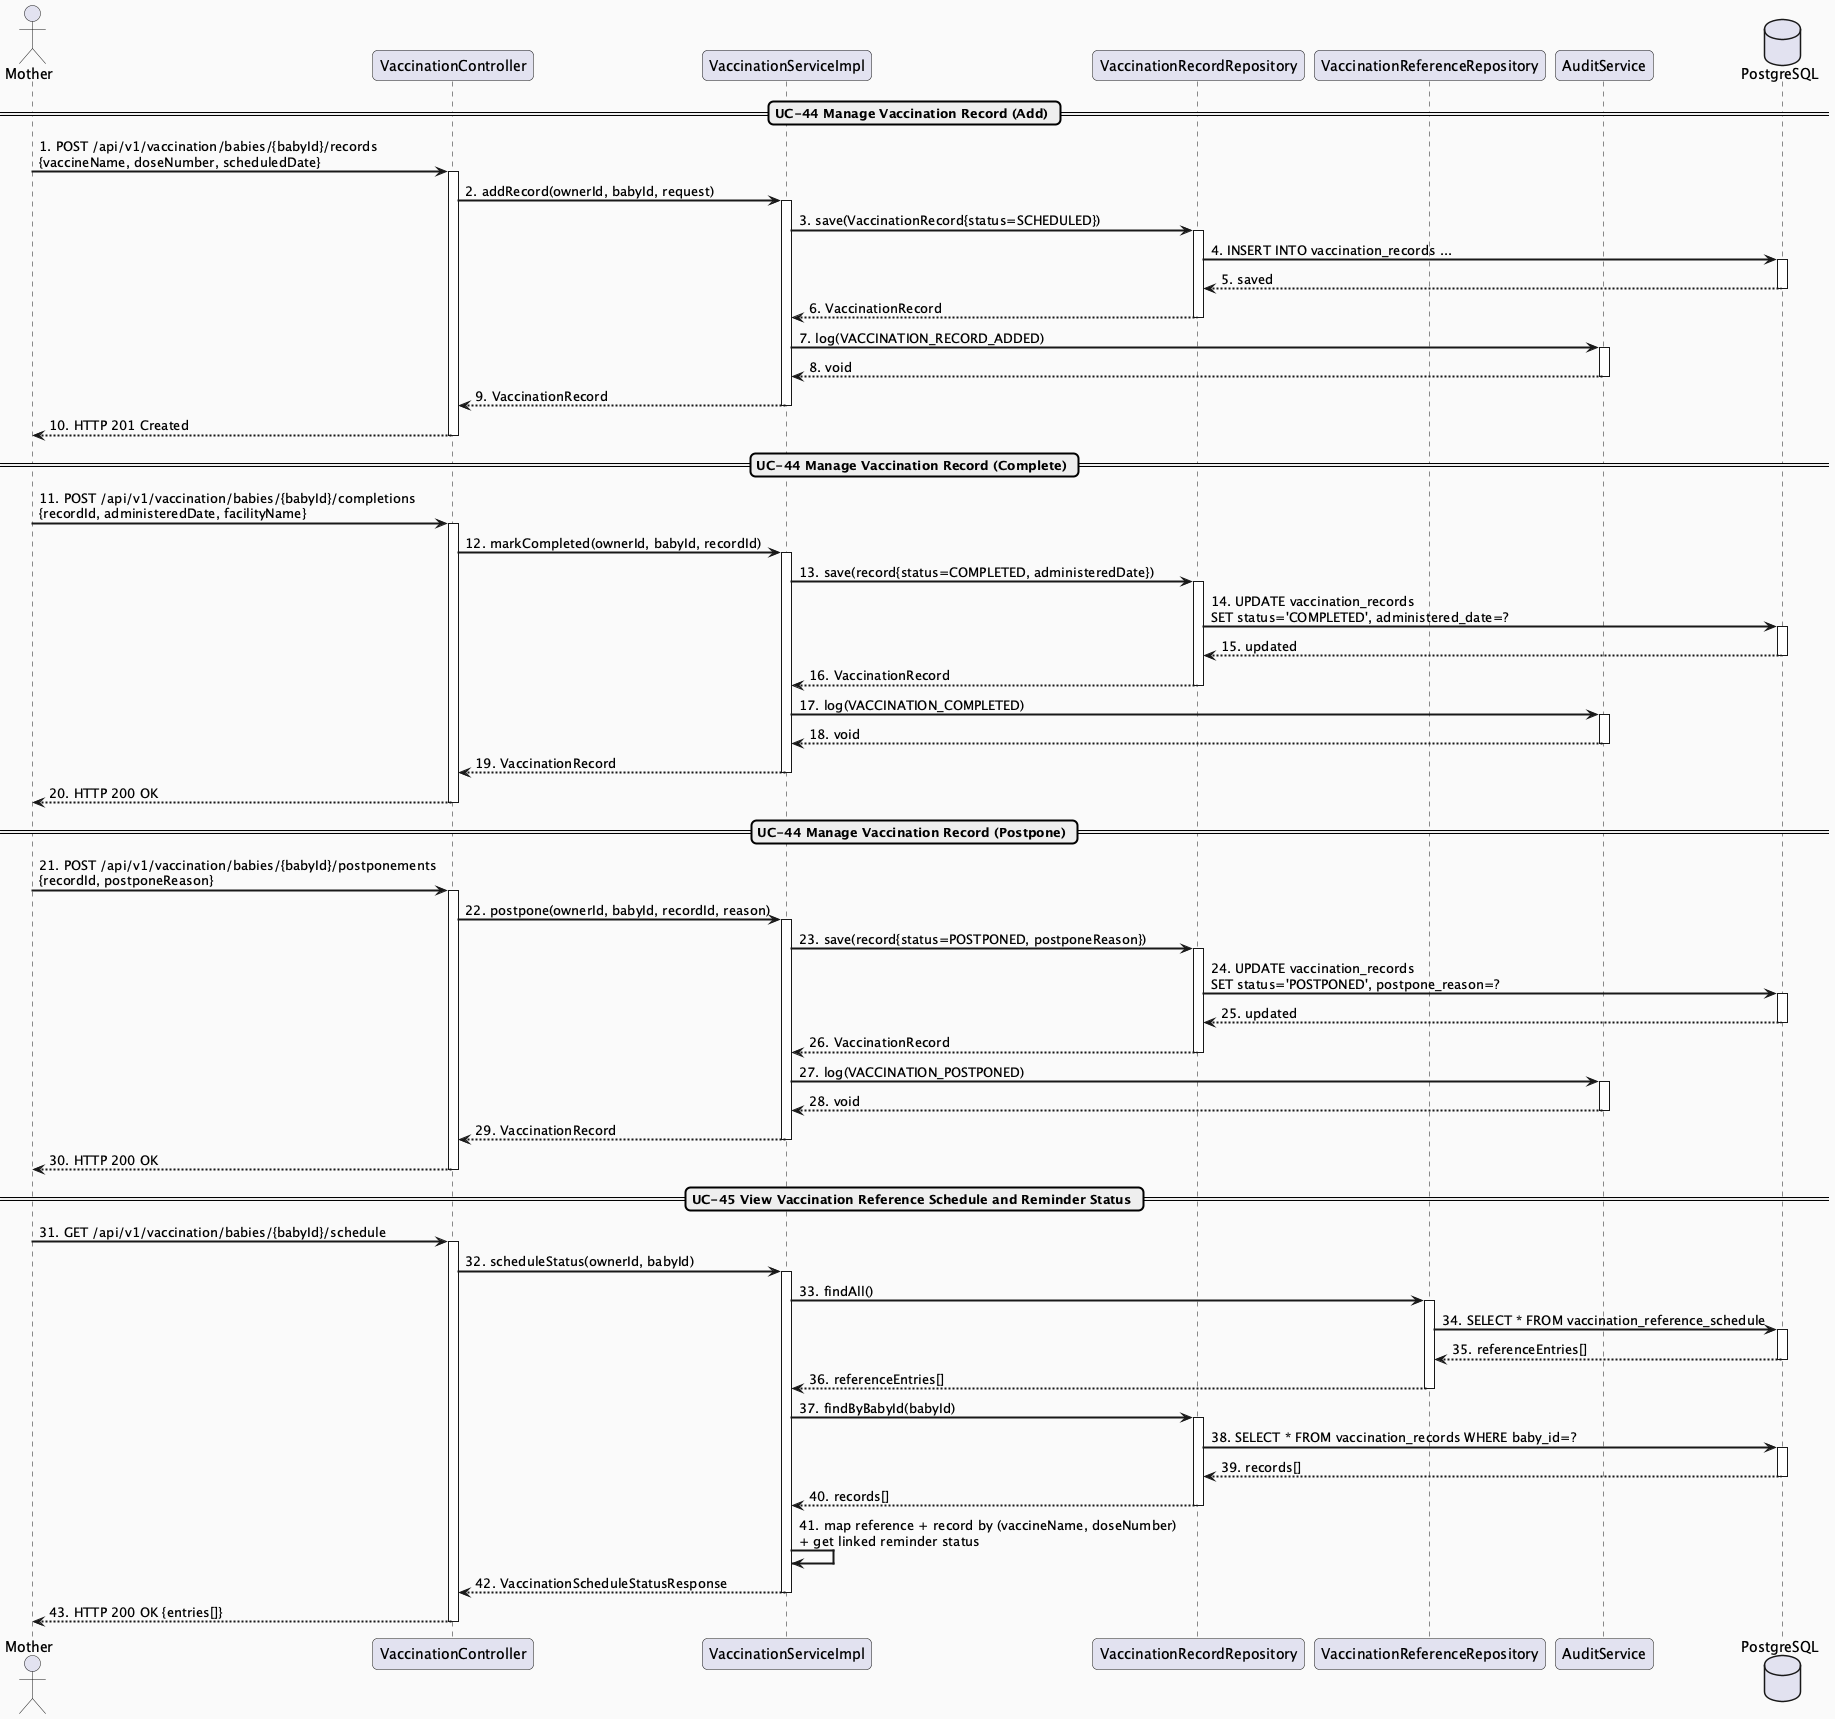 Mother
VaccinationController
VaccinationServiceImpl
VaccinationRecordRepository
VaccinationReferenceRepository
AuditService
PostgreSQL
UC-44 Manage Vaccination Record (Add)
1. POST /api/v1/vaccination/babies/{babyId}/records
{vaccineName, doseNumber, scheduledDate}
2. addRecord(ownerId, babyId, request)
3. save(VaccinationRecord{status=SCHEDULED})
4. INSERT INTO vaccination_records ...
5. saved
6. VaccinationRecord
7. log(VACCINATION_RECORD_ADDED)
8. void
9. VaccinationRecord
10. HTTP 201 Created
UC-44 Manage Vaccination Record (Complete)
11. POST /api/v1/vaccination/babies/{babyId}/completions
{recordId, administeredDate, facilityName}
12. markCompleted(ownerId, babyId, recordId)
13. save(record{status=COMPLETED, administeredDate})
14. UPDATE vaccination_records
SET status='COMPLETED', administered_date=?
15. updated
16. VaccinationRecord
17. log(VACCINATION_COMPLETED)
18. void
19. VaccinationRecord
20. HTTP 200 OK
UC-44 Manage Vaccination Record (Postpone)
21. POST /api/v1/vaccination/babies/{babyId}/postponements
{recordId, postponeReason}
22. postpone(ownerId, babyId, recordId, reason)
23. save(record{status=POSTPONED, postponeReason})
24. UPDATE vaccination_records
SET status='POSTPONED', postpone_reason=?
25. updated
26. VaccinationRecord
27. log(VACCINATION_POSTPONED)
28. void
29. VaccinationRecord
30. HTTP 200 OK
UC-45 View Vaccination Reference Schedule and Reminder Status
31. GET /api/v1/vaccination/babies/{babyId}/schedule
32. scheduleStatus(ownerId, babyId)
33. findAll()
34. SELECT * FROM vaccination_reference_schedule
35. referenceEntries[]
36. referenceEntries[]
37. findByBabyId(babyId)
38. SELECT * FROM vaccination_records WHERE baby_id=?
39. records[]
40. records[]
41. map reference + record by (vaccineName, doseNumber)
+ get linked reminder status
42. VaccinationScheduleStatusResponse
43. HTTP 200 OK {entries[]}
Mother
VaccinationController
VaccinationServiceImpl
VaccinationRecordRepository
VaccinationReferenceRepository
AuditService
PostgreSQL